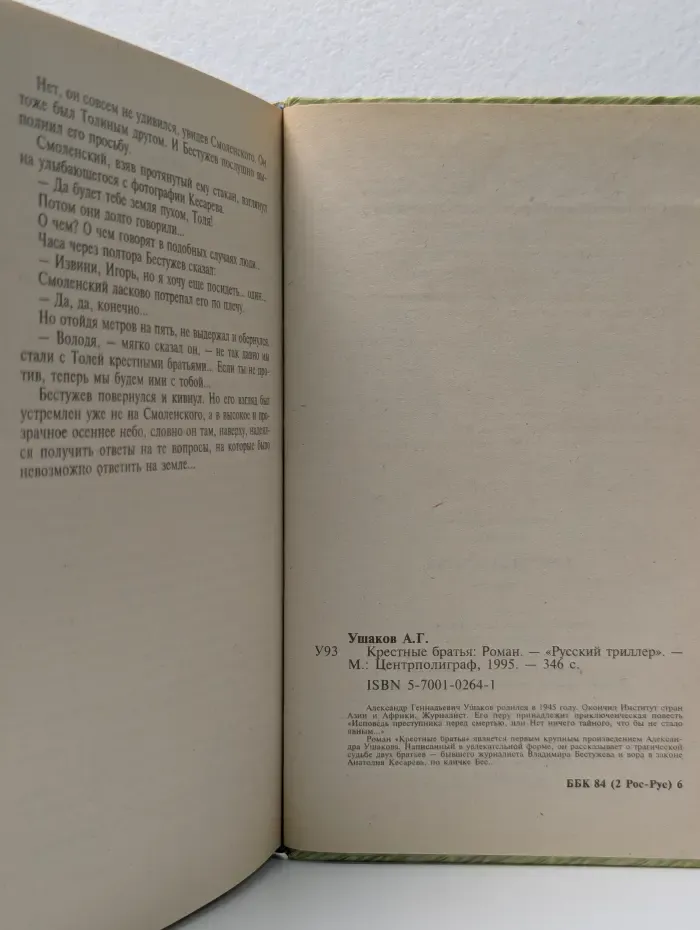 Нет, он совсем не удивился, увидев Смоленского. Он
тоже был Толиным другом. И Бестужев послушно вы-
полнил его просьбу.
Смоленский, взяв протянутый ему стакан, взглянул
на улыбающегося с фотографии Кесарева.
— Да будет тебе земля пухом, Толя!
Потом они долго говорили...
О чем? О чем говорят в подобных случаях люди...
Часа через полтора Бестужев сказал:
— Извини, Игорь, но я хочу еще посидеть... один...
Смоленский ласково потрепал его по плечу.
— Да, да, конечно...
Но отойдя метров на пять, не выдержал и обернулся.
— Володя, — мягко сказал он, — не так давно мы
стали с Толей крестными братьями... Если ты не про-
тив, теперь мы будем ими с тобой...
Бестужев повернулся и кивнул. Но его взгляд был
устремлен уже не на Смоленского, а в высокое и про-
зрачное осеннее небо, словно он там, наверху, надеял-
ся получить ответы на те вопросы, на которые было
невозможно ответить на земле...
Ушаков А.Г.
У93 Крестные братья: Роман. — «Русский триллер». —
М.: Центрполиграф, 1995. — 346 с.
ISBN 5-7001-0264-1
Александр Геннадьевич Ушаков родился в 1945 году. Окончил Институт стран
Азии и Африки. Журналист. Его перу принадлежит приключенческая повесть
«Исповедь преступника перед смертью, или Нет ничего тайного, что бы не стало
явным...»
Роман «Крестные братья» является первым крупным произведением Алексан-
дра Ушакова. Написанный в увлекательной форме, он рассказывает о трагической
судьбе двух братьев — бывшего журналиста Владимира Бестужева и вора в законе
Анатолия Кесарева, по кличке Бес...
ББК 84 (2 Рос-Рус) 6